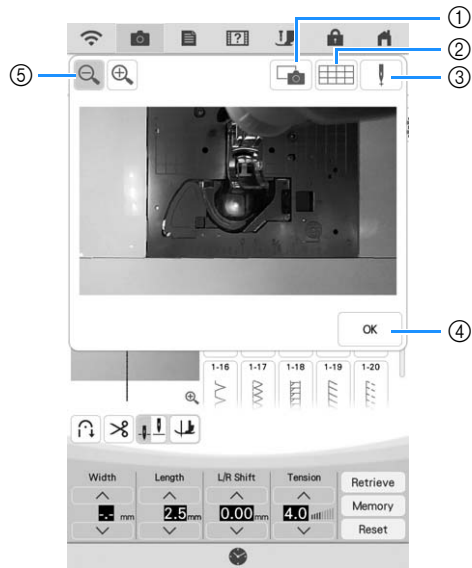 ①
②
③
④
⑤
OK
1-16 1-17 1-18 1-19 1-20
Width Length L/R Shift Tension
-.- mm 2.5 mm 0.00 mm 4.0
Retrieve
Memory
Reset